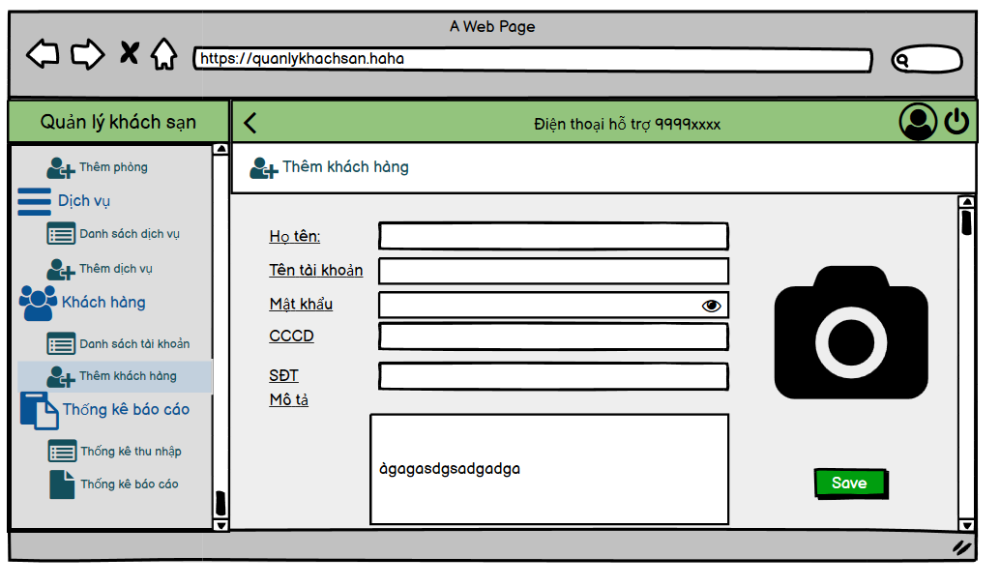 A Web Page
https://quanlykhachsan.haha
Quản lý khách sạn
Điện thoại hỗ trợ 9999xxxx
Thêm phòng
Dịch vụ
Danh sách dịch vụ
Thêm dịch vụ
Khách hàng
Danh sách tài khoản
Thêm khách hàng
Thống kê báo cáo
Thống kê thu nhập
Thống kê báo cáo
Thêm khách hàng
Họ tên:
Tên tài khoản
Mật khẩu
CCCD
SĐT
Mô tả
àgagasdgsadgadga
Save